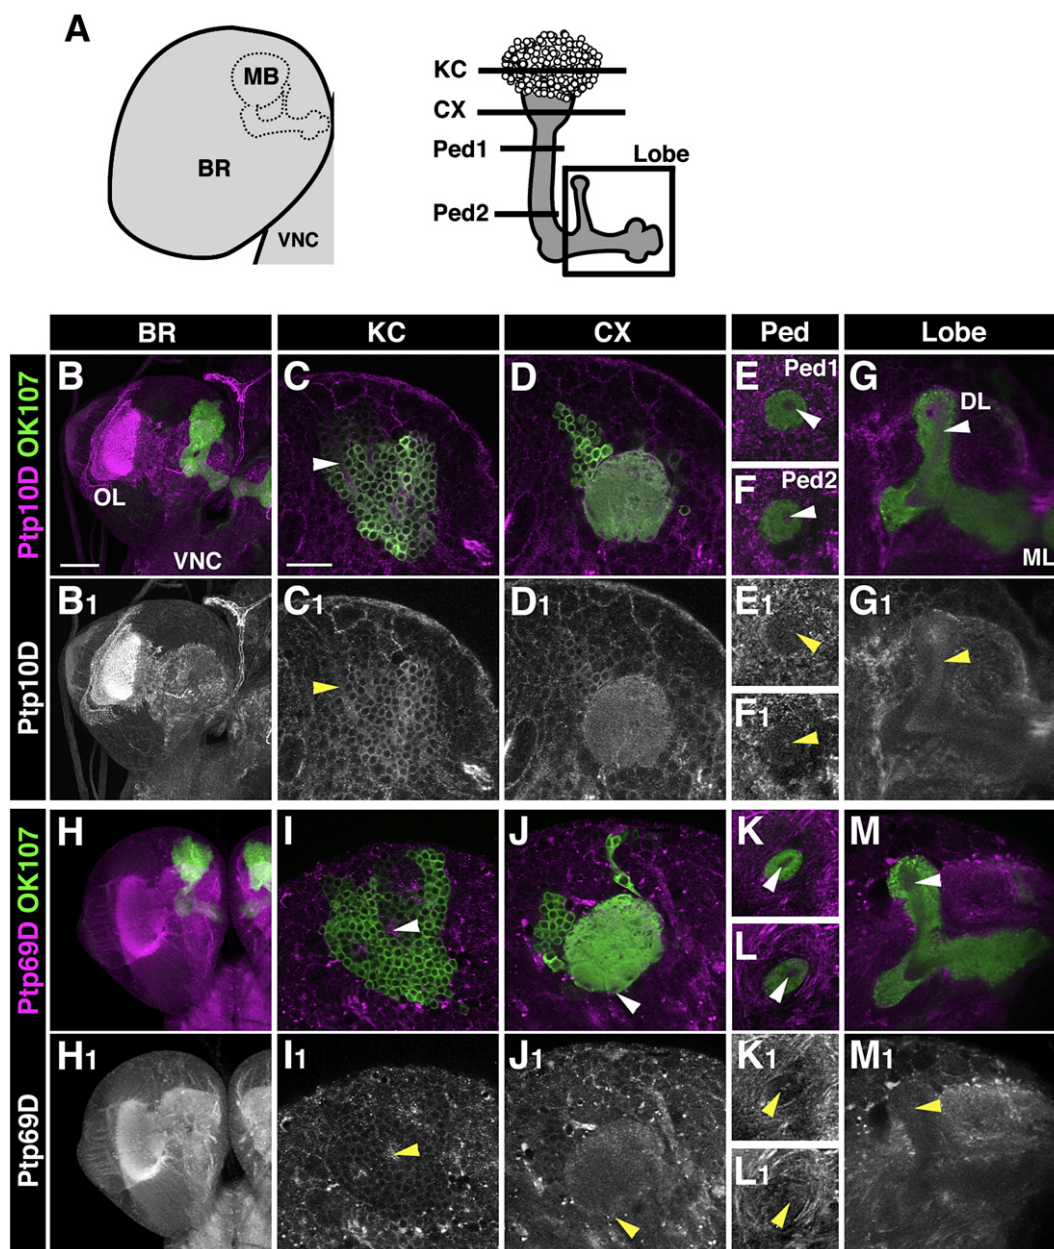 A
MB
BR
VNC
KC
CX
Ped1
Ped2
Lobe
BR KC CX Ped Lobe
Ptp10D OK107
B
OL
VNC
C
D
E Ped1
F Ped2
G
DL
ML
Ptp10D
B1
C1
D1
E1
F1
G1
Ptp69D OK107
H
I
J
K
L
M
Ptp69D
H1
I1
J1
K1
L1
M1